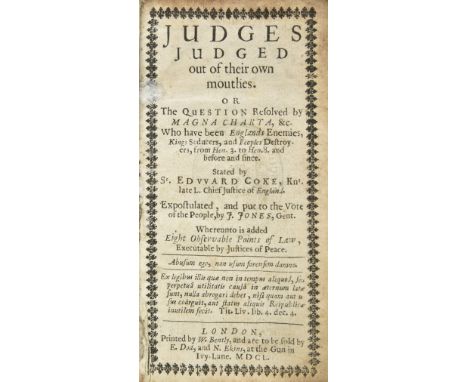 JUDGES
JUDGED
out of their own
mouthes.
OR
The QUESTION Resolved by
MAGNA CHARTA, &c.
Who have been Englands Enemies,
Kings Seducers, and Peoples Destroy-
ers, from Hen. 3. to Hen. 8. and
before and since.
Stated by
Sr. EDVVARD COKE, Knt.
late L. Chief Justice of England.
Expostulated, and put to the Vote
of the People, by J. JONES, Gent.
Whereunto is added
Eight Observable Points of Law,
Executable by Justices of Peace.
Abusum ego, non usum forensem damno.
Ex legibus illis quæ non in tempus aliquod, sed
perpetuâ utilitatis causâ in æternum latæ
sunt, nulla abrogari debet, nisi quam aut u
sus coarguit, aut status aliquis Reipublicæ
inutilem fecit. Tit. Liv. lib. 4. dec. 4.
LONDON,
Printed by W. Bently, and are to be sold by
E. Dod, and N. Ekins, at the Gun in
Ivy-Lane. MDCL.